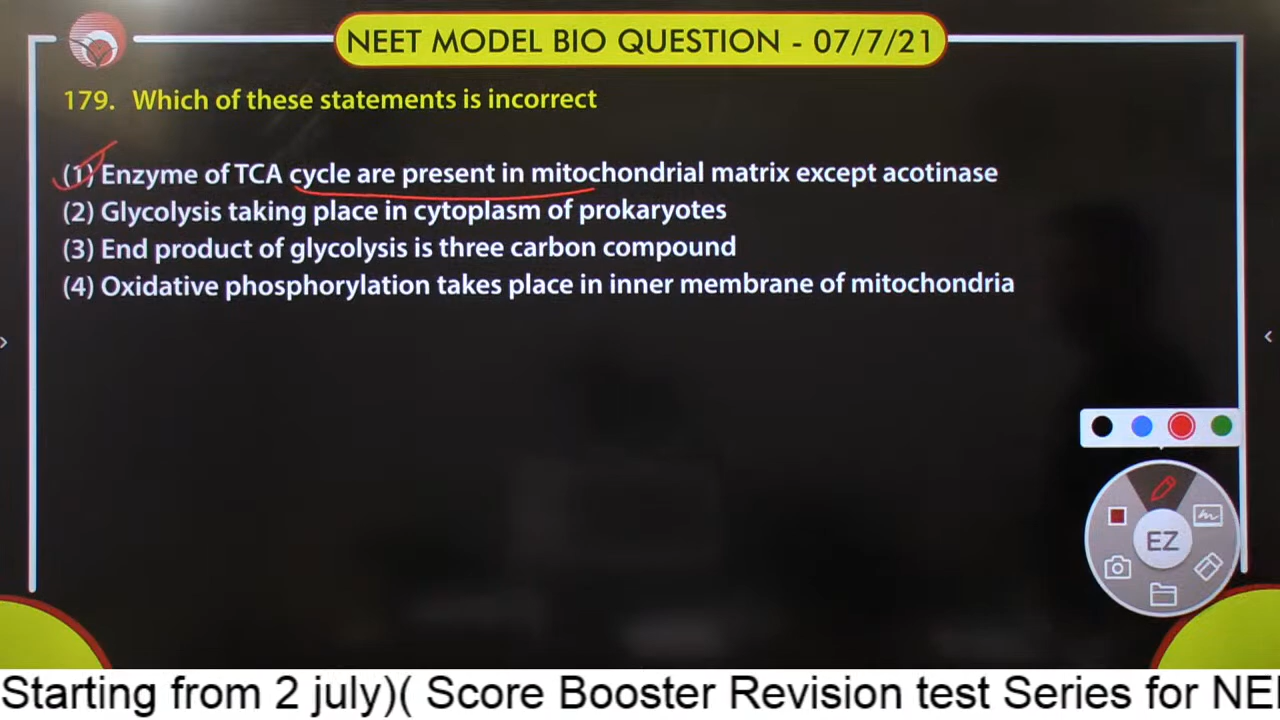 NEET MODEL BIO QUESTION - 07/7/21
179. Which of these statements is incorrect
(1) Enzyme of TCA cycle are present in mitochondrial matrix except acotinase
(2) Glycolysis taking place in cytoplasm of prokaryotes
(3) End product of glycolysis is three carbon compound
(4) Oxidative phosphorylation takes place in inner membrane of mitochondria
EZ
Starting from 2 july)( Score Booster Revision test Series for NEE